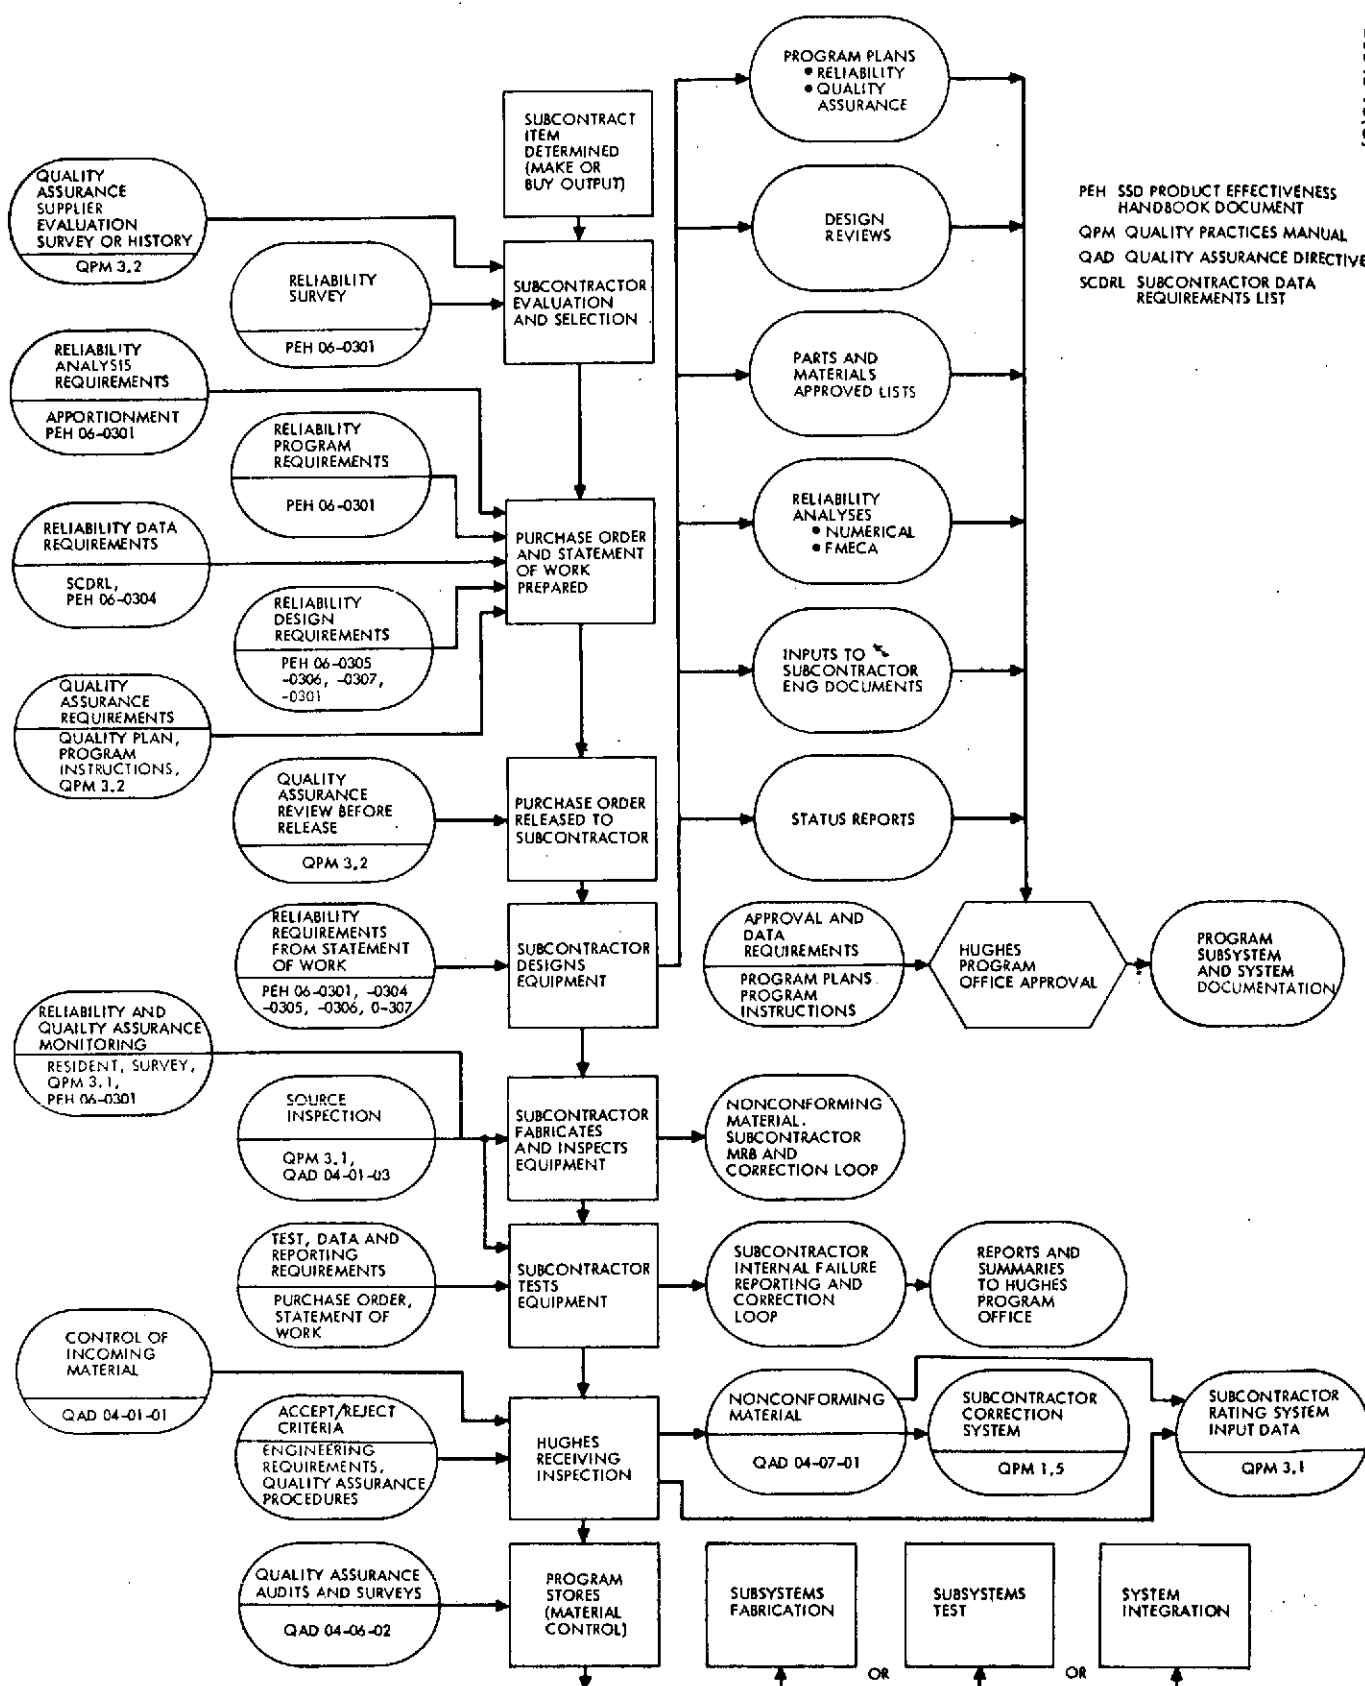 PROGRAM PLANS
• RELIABILITY
• QUALITY
ASSURANCE
SUBCONTRACT
ITEM
DETERMINED
(MAKE OR
BUY OUTPUT)
QUALITY
ASSURANCE
SUPPLIER
EVALUATION
SURVEY OR HISTORY
QPM 3.2
PEH SSD PRODUCT EFFECTIVENESS
HANDBOOK DOCUMENT
QPM QUALITY PRACTICES MANUAL
QAD QUALITY ASSURANCE DIRECTIVE
SCDRL SUBCONTRACTOR DATA
REQUIREMENTS LIST
DESIGN
REVIEWS
RELIABILITY
SURVEY
PEH 06-0301
SUBCONTRACTOR
EVALUATION
AND SELECTION
RELIABILITY
ANALYSIS
REQUIREMENTS
APPORTIONMENT
PEH 06-0301
PARTS AND
MATERIALS
APPROVED LISTS
RELIABILITY
PROGRAM
REQUIREMENTS
PEH 06-0301
RELIABILITY DATA
REQUIREMENTS
SCDRL,
PEH 06-0304
PURCHASE ORDER
AND STATEMENT
OF WORK
PREPARED
RELIABILITY
ANALYSES
• NUMERICAL
• FMECA
RELIABILITY
DESIGN
REQUIREMENTS
PEH 06-0305
-0306, -0307,
-0301
QUALITY
ASSURANCE
REQUIREMENTS
QUALITY PLAN,
PROGRAM
INSTRUCTIONS,
QPM 3.2
INPUTS TO
SUBCONTRACTOR
ENG DOCUMENTS
QUALITY
ASSURANCE
REVIEW BEFORE
RELEASE
QPM 3.2
PURCHASE ORDER
RELEASED TO
SUBCONTRACTOR
STATUS REPORTS
RELIABILITY
REQUIREMENTS
FROM STATEMENT
OF WORK
PEH 06-0301, -0304
-0305, -0306, 0-307
SUBCONTRACTOR
DESIGNS
EQUIPMENT
APPROVAL AND
DATA
REQUIREMENTS
PROGRAM PLANS
PROGRAM
INSTRUCTIONS
HUGHES
PROGRAM
OFFICE APPROVAL
PROGRAM
SUBSYSTEM
AND SYSTEM
DOCUMENTATION
RELIABILITY AND
QUAILTY ASSURANCE
MONITORING
RESIDENT, SURVEY,
QPM 3.1,
PEH 06-0301
SOURCE
INSPECTION
QPM 3.1,
QAD 04-01-03
SUBCONTRACTOR
FABRICATES
AND INSPECTS
EQUIPMENT
NONCONFORMING
MATERIAL.
SUBCONTRACTOR
MRB AND
CORRECTION LOOP
TEST, DATA AND
REPORTING
REQUIREMENTS
PURCHASE ORDER,
STATEMENT OF
WORK
SUBCONTRACTOR
TESTS
EQUIPMENT
SUBCONTRACTOR
INTERNAL FAILURE
REPORTING AND
CORRECTION
LOOP
REPORTS AND
SUMMARIES
TO HUGHES
PROGRAM
OFFICE
CONTROL OF
INCOMING
MATERIAL
QAD 04-01-01
ACCEPT/REJECT
CRITERIA
ENGINEERING
REQUIREMENTS,
QUALITY ASSURANCE
PROCEDURES
HUGHES
RECEIVING
INSPECTION
NONCONFORMING
MATERIAL
QAD 04-07-01
SUBCONTRACTOR
CORRECTION
SYSTEM
QPM 1.5
SUBCONTRACTOR
RATING SYSTEM
INPUT DATA
QPM 3.1
QUALITY ASSURANCE
AUDITS AND SURVEYS
QAD 04-06-02
PROGRAM
STORES
(MATERIAL
CONTROL)
SUBSYSTEMS
FABRICATION
SUBSYSTEMS
TEST
SYSTEM
INTEGRATION
OR
OR